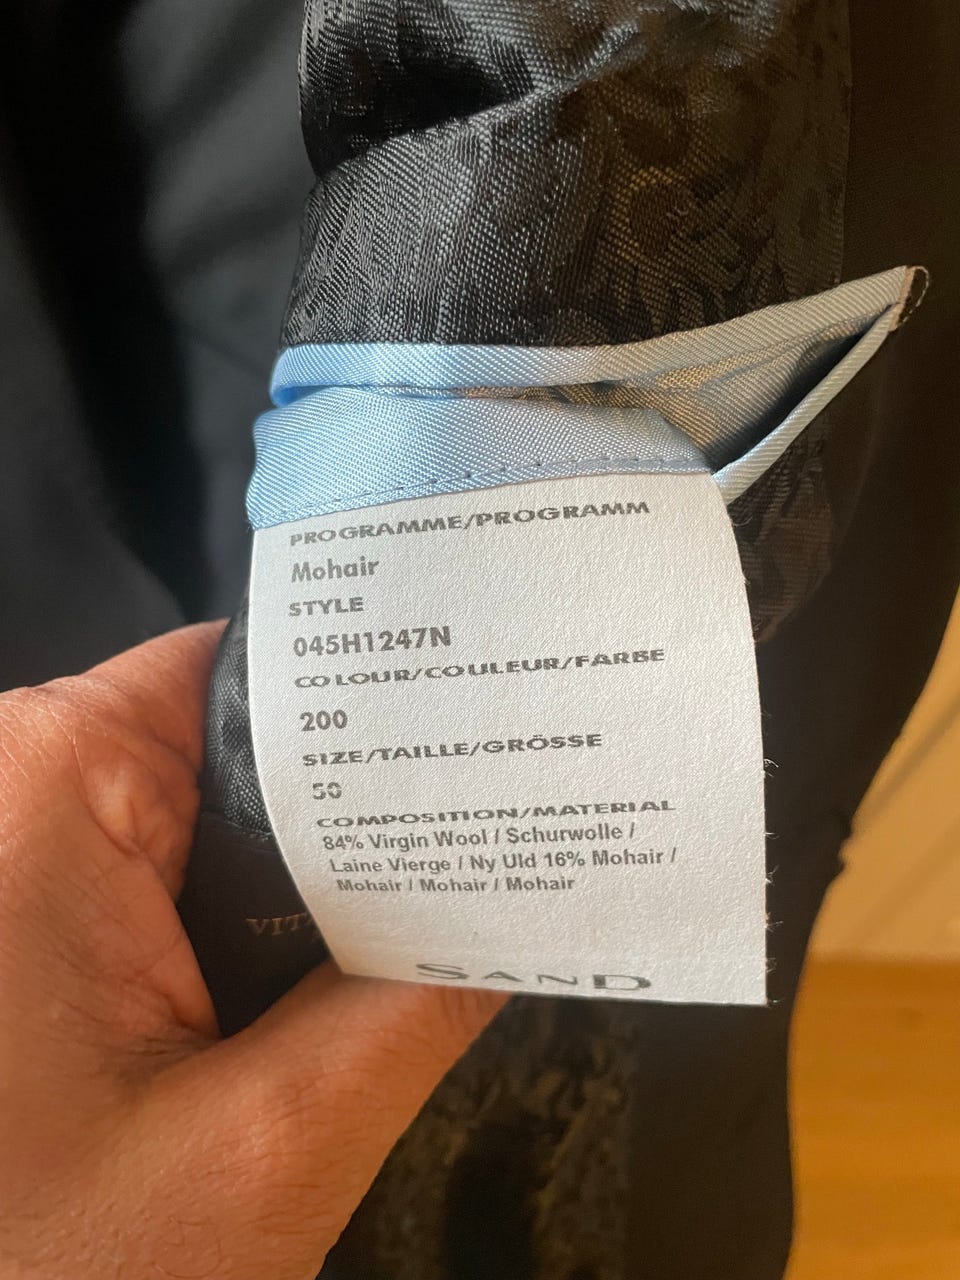 PROGRAMME/PROGRAMM
Mohair
STYLE
045H1247N
COLOUR/COULEUR/FARBE
200
SIZE/TAILLE/GRÖSSE
50
COMPOSITION/MATERIAL
84% Virgin Wool / Schurwolle /
Laine Vierge / Ny Uld 16% Mohair /
Mohair / Mohair / Mohair
SAND